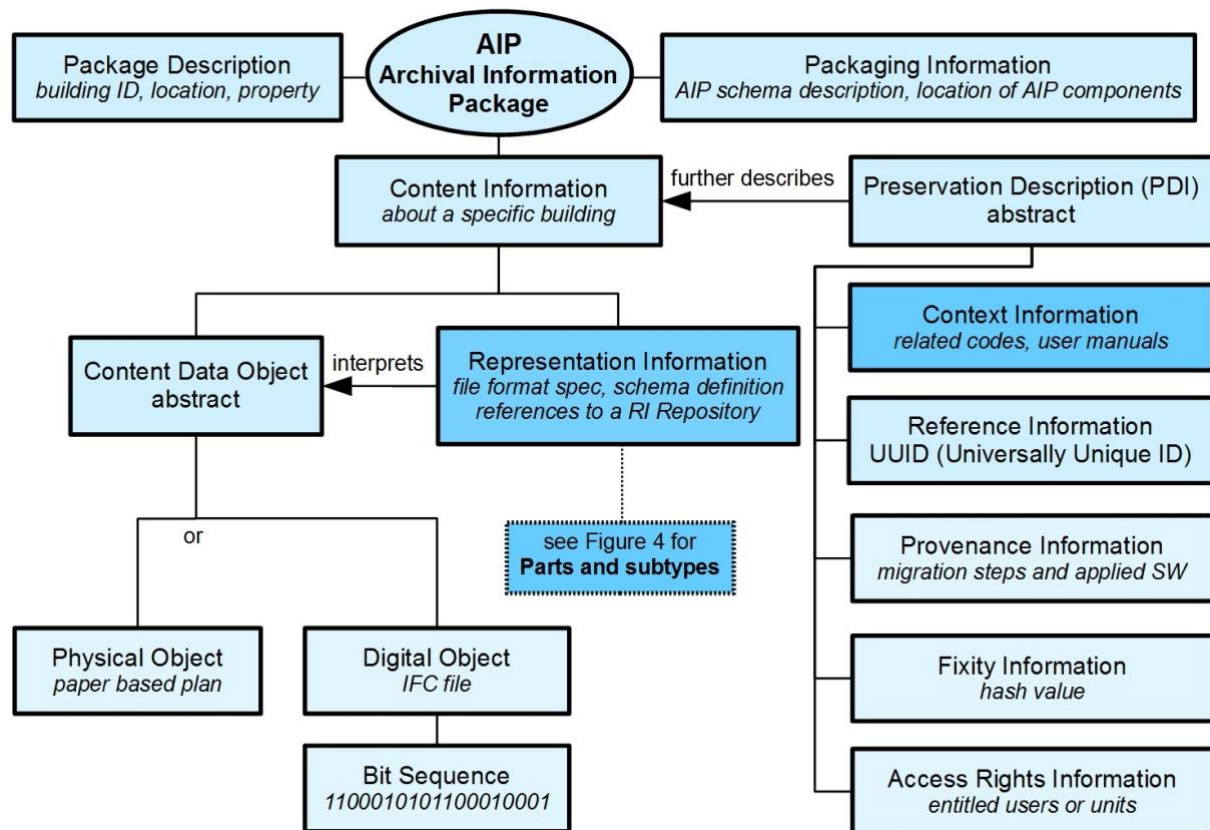 Package Description
building ID, location, property
AIP
Archival Information
Package
Packaging Information
AIP schema description, location of AIP components
Content Information
about a specific building
further describes
Preservation Description (PDI)
abstract
Content Data Object
abstract
interprets
Representation Information
file format spec, schema definition
references to a RI Repository
Context Information
related codes, user manuals
Reference Information
UUID (Universally Unique ID)
or
see Figure 4 for
Parts and subtypes
Provenance Information
migration steps and applied SW
Physical Object
paper based plan
Digital Object
IFC file
Fixity Information
hash value
Bit Sequence
1100010101100010001
Access Rights Information
entitled users or units